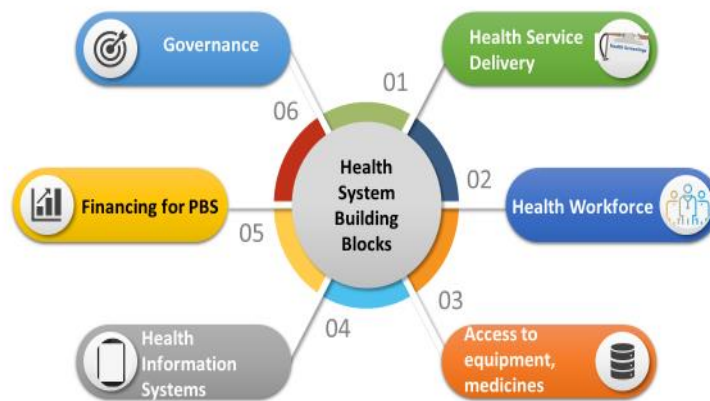 Governance
Health Service
Delivery
01
06
Health
System
Building
Blocks
02
Health Workforce
Financing for PBS
05
03
04
Health
Information
Systems
Access to
equipment,
medicines